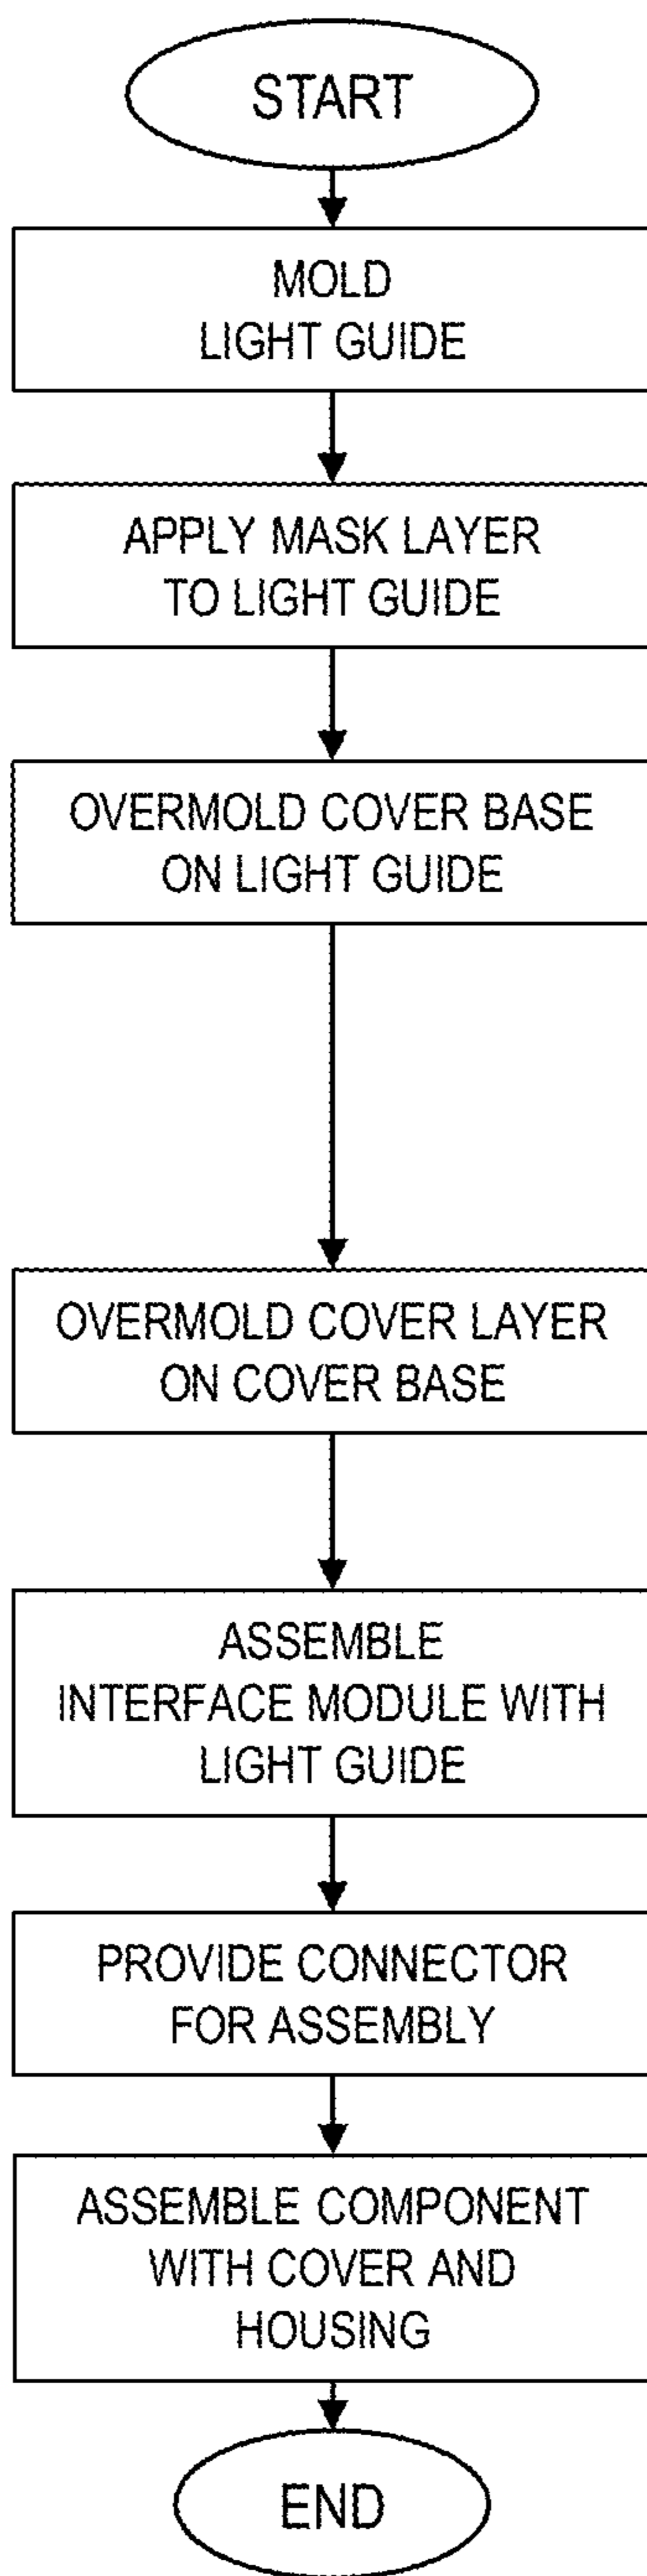 START
MOLD
LIGHT GUIDE
APPLY MASK LAYER
TO LIGHT GUIDE
OVERMOLD COVER BASE
ON LIGHT GUIDE
OVERMOLD COVER LAYER
ON COVER BASE
ASSEMBLE
INTERFACE MODULE WITH
LIGHT GUIDE
PROVIDE CONNECTOR
FOR ASSEMBLY
ASSEMBLE COMPONENT
WITH COVER AND
HOUSING
END